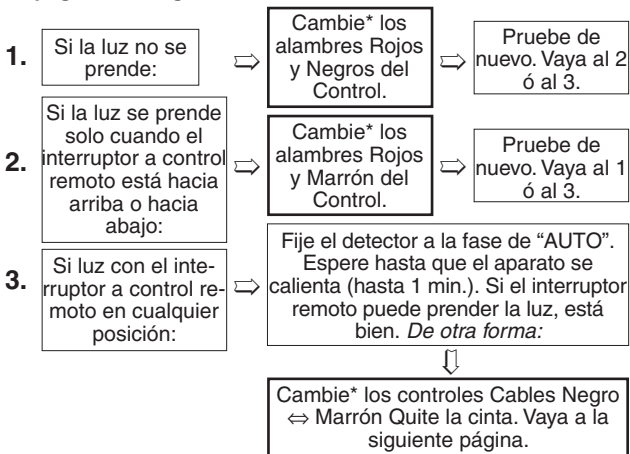 1.
Si la luz no se
prende:
Cambie* los
alambres Rojos
y Negros del
Control.
Pruebe de
nuevo. Vaya al 2
ó al 3.
2.
Si la luz se prende
solo cuando el
interruptor a control
remoto está hacia
arriba o hacia
abajo:
Cambie* los
alambres Rojos
y Marrón del
Control.
Pruebe de
nuevo. Vaya al 1
ó al 3.
3.
Si luz con el inte-
rruptor a control re-
moto en cualquier
posición:
Fije el detector a la fase de “AUTO”.
Espere hasta que el aparato se
calienta (hasta 1 min.). Si el interruptor
remoto puede prender la luz, está
bien. De otra forma:
Cambie* los controles Cables Negro
⇔ Marrón Quite la cinta. Vaya a la
siguiente página.